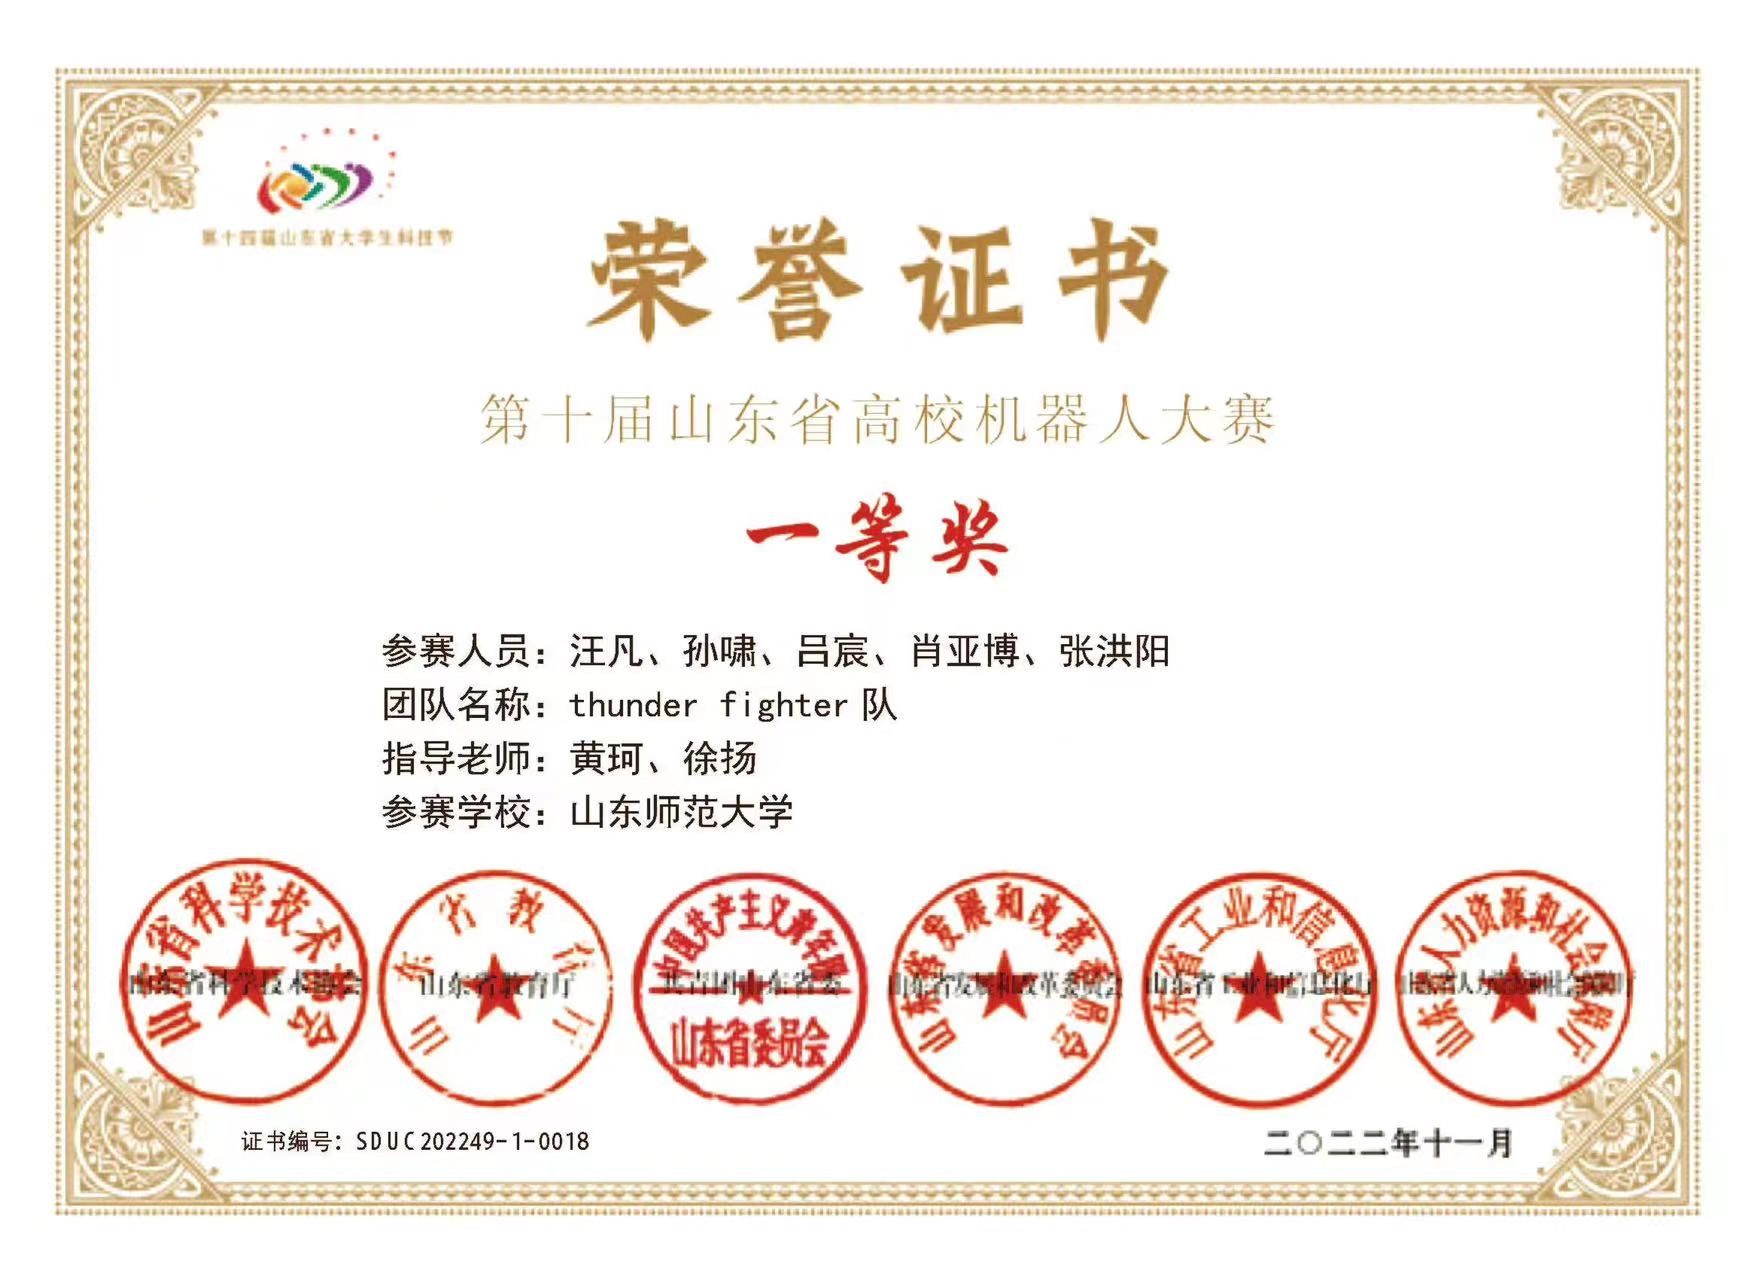 第十四届山东省大学生科技节
荣誉证书
第十届山东省高校机器人大赛
一等奖
参赛人员：汪凡、孙啸、吕宸、肖亚博、张洪阳
团队名称：thunder fighter队
指导老师：黄珂、徐扬
参赛学校：山东师范大学
山东省科学技术协会
山东省科学技术协会
山东省教育厅
山东省教育厅
中国共产主义青年团
共青团山东省委
山东省委员会
山东省发展和改革委员会
山东省发展和改革委员会
山东省工业和信息化厅
山东省工业和信息化厅
山东省人力资源和社会保障厅
山东省人力资源和社会保障厅
证书编号：SDUC202249-1-0018
二〇二二年十一月